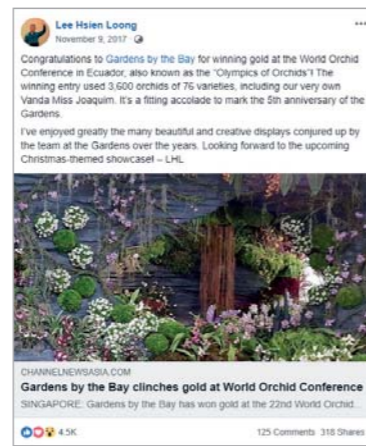 Lee Hsien Loong
November 9, 2017
Congratulations to Gardens by the Bay for winning gold at the World Orchid
Conference in Ecuador, also known as the "Olympics of Orchids"! The
winning entry used 3,600 orchids of 76 varieties, including our very own
Vanda Miss Joaquim. It's a fitting accolade to mark the 5th anniversary of the
Gardens.
I've enjoyed greatly the many beautiful and creative displays conjured up by
the team at the Gardens over the years. Looking forward to the upcoming
Christmas-themed showcase! – LHL
CHANNELNEWSASIA.COM
Gardens by the Bay clinches gold at World Orchid Conference
SINGAPORE: Gardens by the Bay has won gold at the 22nd World Orchid...
4.5K
125 Comments 318 Shares